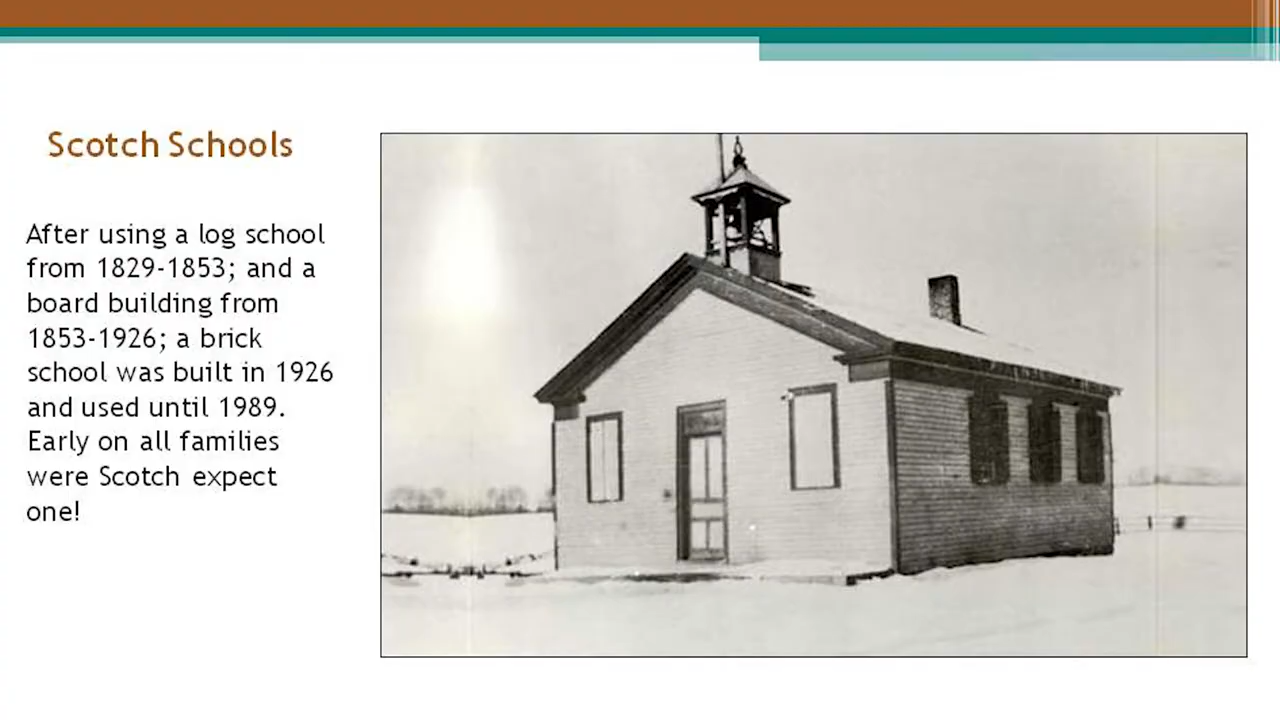 Scotch Schools
After using a log school
from 1829-1853; and a
board building from
1853-1926; a brick
school was built in 1926
and used until 1989.
Early on all families
were Scotch expect
one!